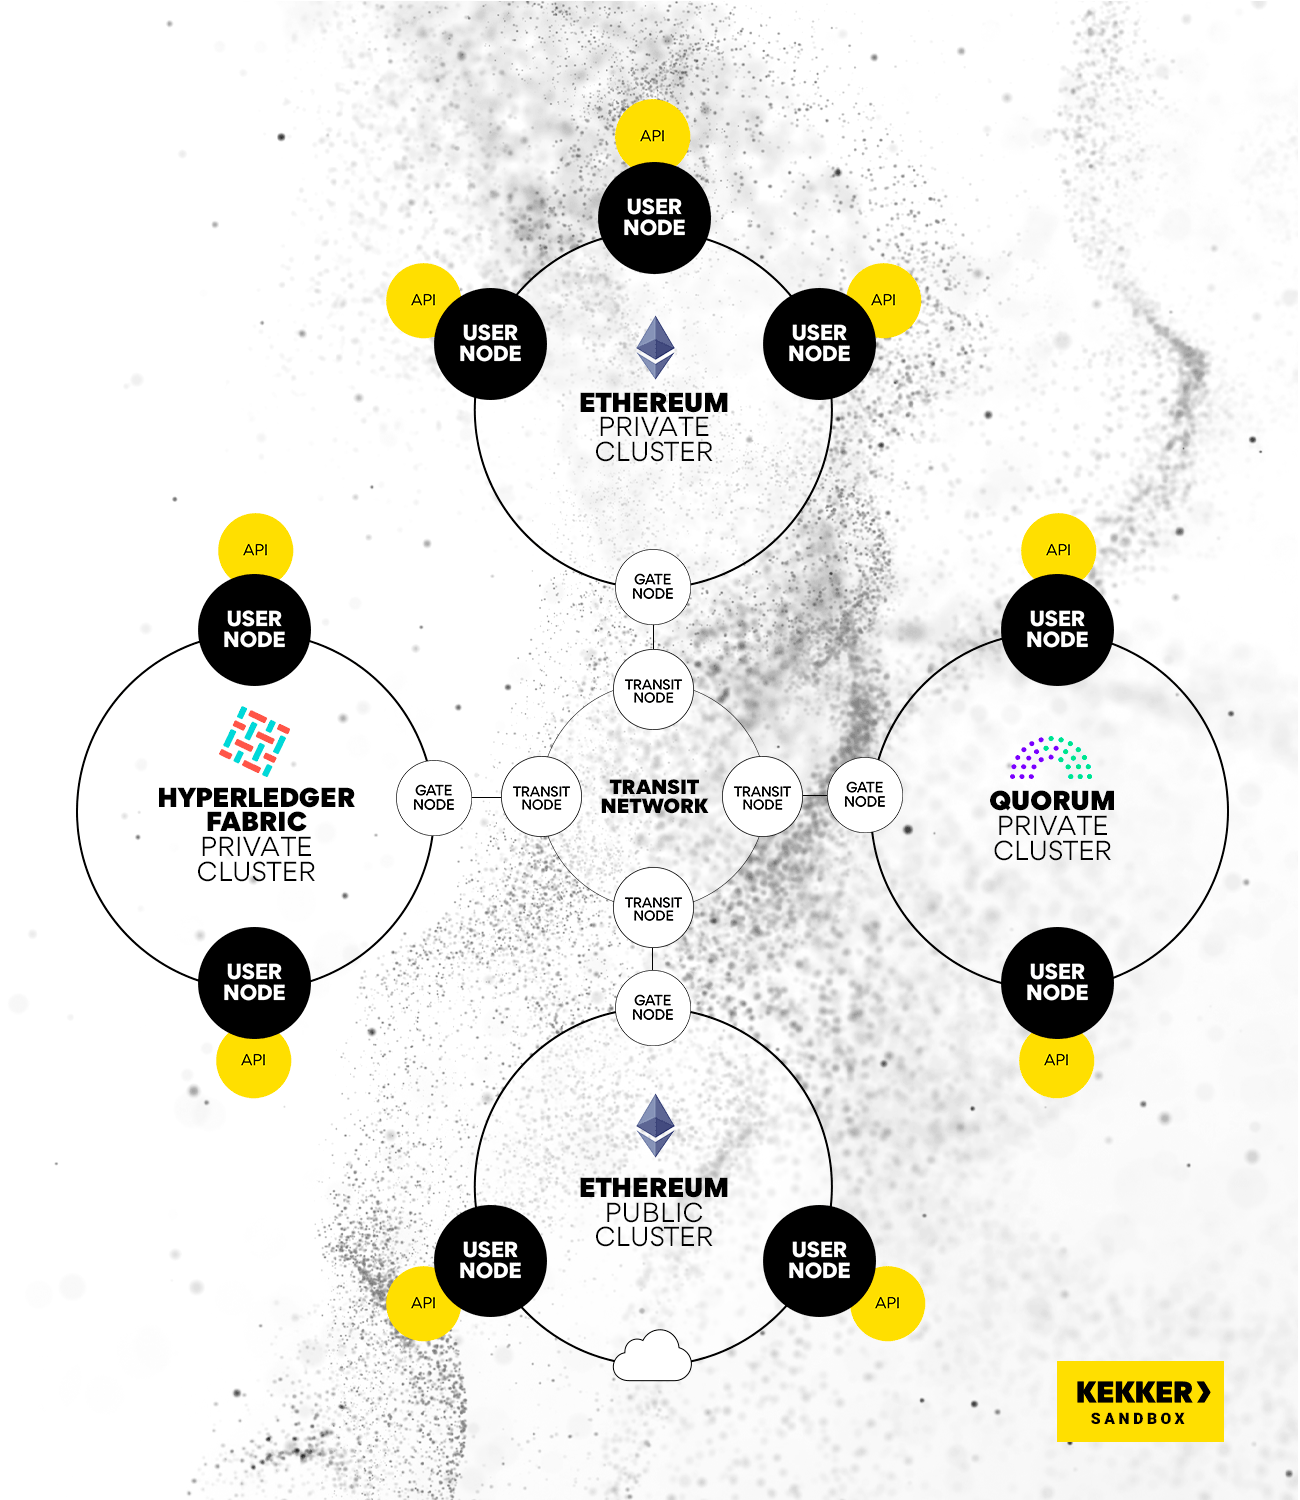 API
USER
NODE
API
USER
NODE
API
USER
NODE
ETHEREUM
PRIVATE
CLUSTER
GATE
NODE
API
USER
NODE
HYPERLEDGER
FABRIC
PRIVATE
CLUSTER
GATE
NODE
USER
NODE
API
TRANSIT
NODE
TRANSIT
NODE
TRANSIT
NETWORK
TRANSIT
NODE
TRANSIT
NODE
API
USER
NODE
GATE
NODE
QUORUM
PRIVATE
CLUSTER
USER
NODE
API
GATE
NODE
ETHEREUM
PUBLIC
CLUSTER
USER
NODE
API
USER
NODE
API
KEKKER
SANDBOX